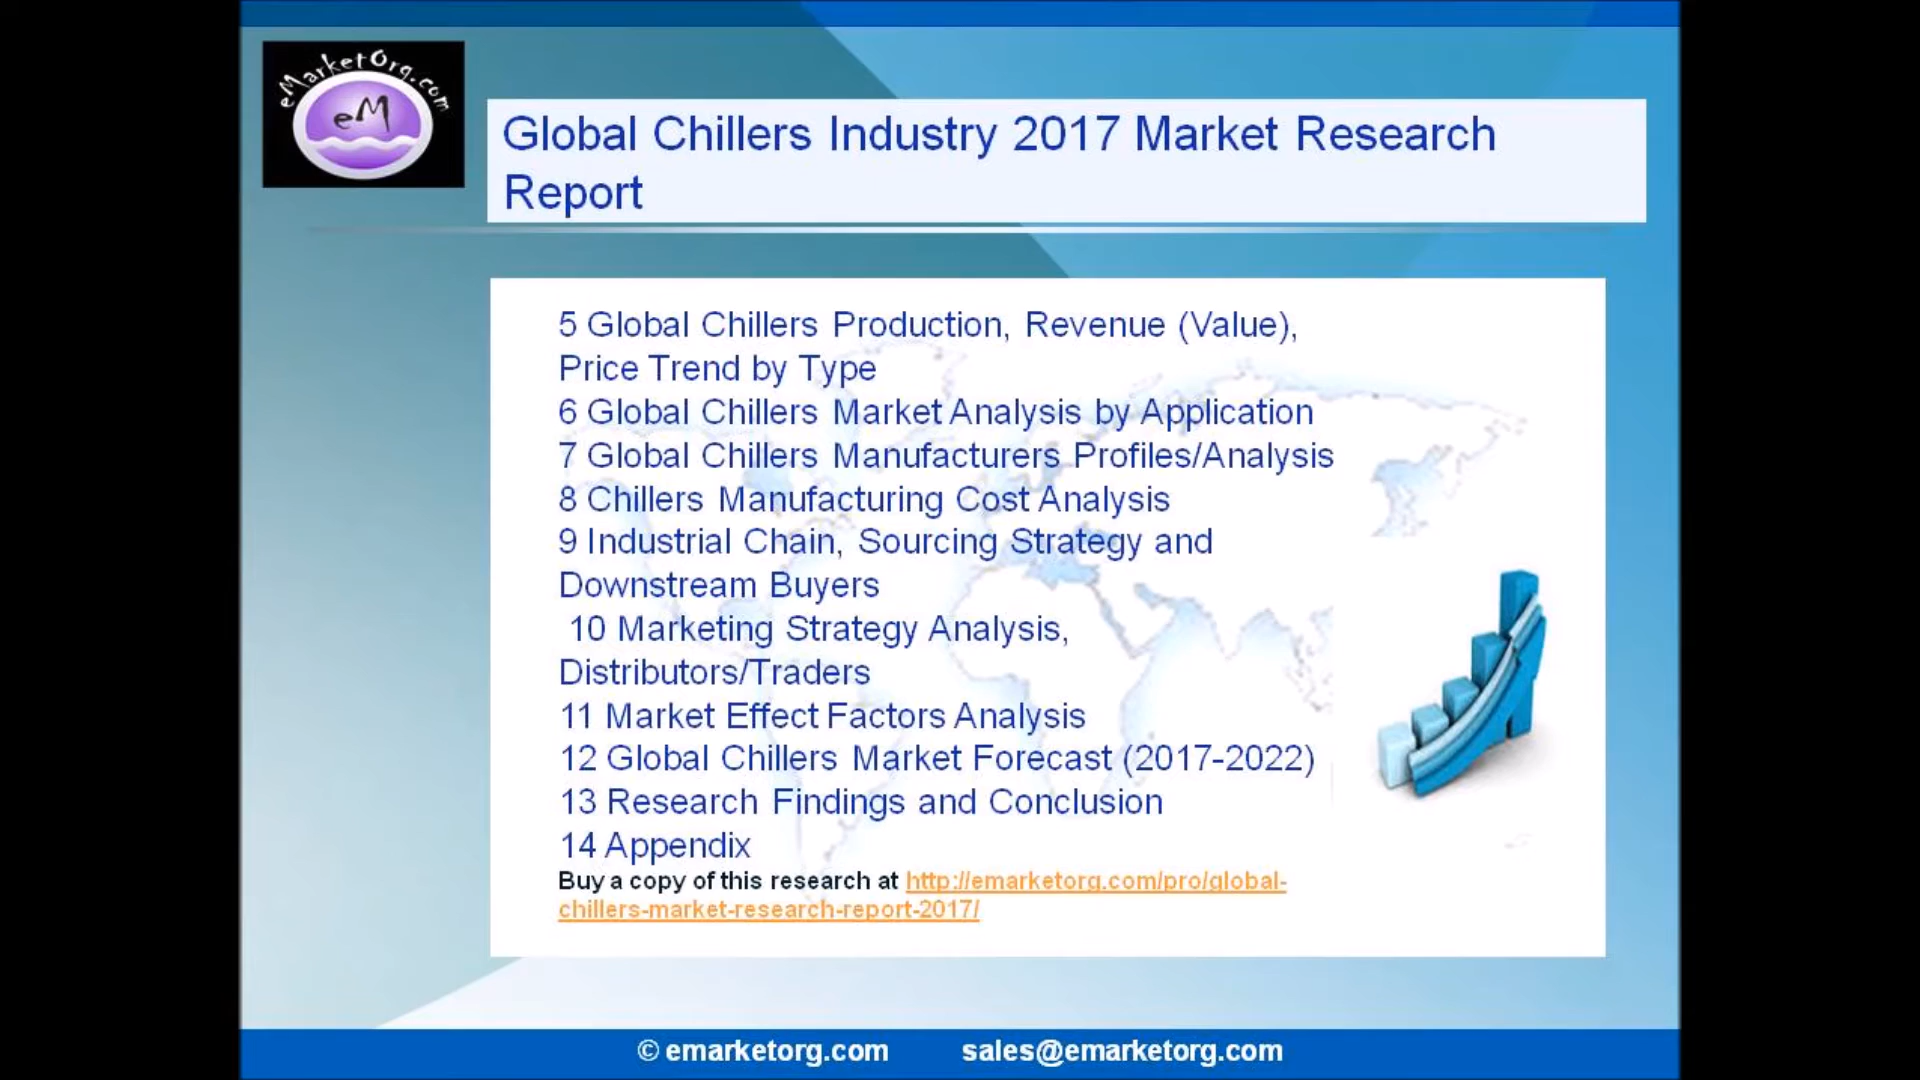 eMarketOrg.com
eM
Global Chillers Industry 2017 Market Research
Report
5 Global Chillers Production, Revenue (Value),
Price Trend by Type
6 Global Chillers Market Analysis by Application
7 Global Chillers Manufacturers Profiles/Analysis
8 Chillers Manufacturing Cost Analysis
9 Industrial Chain, Sourcing Strategy and
Downstream Buyers
10 Marketing Strategy Analysis,
Distributors/Traders
11 Market Effect Factors Analysis
12 Global Chillers Market Forecast (2017-2022)
13 Research Findings and Conclusion
14 Appendix
Buy a copy of this research at http://emarketorg.com/pro/global-
chillers-market-research-report-2017/
© emarketorg.com sales@emarketorg.com